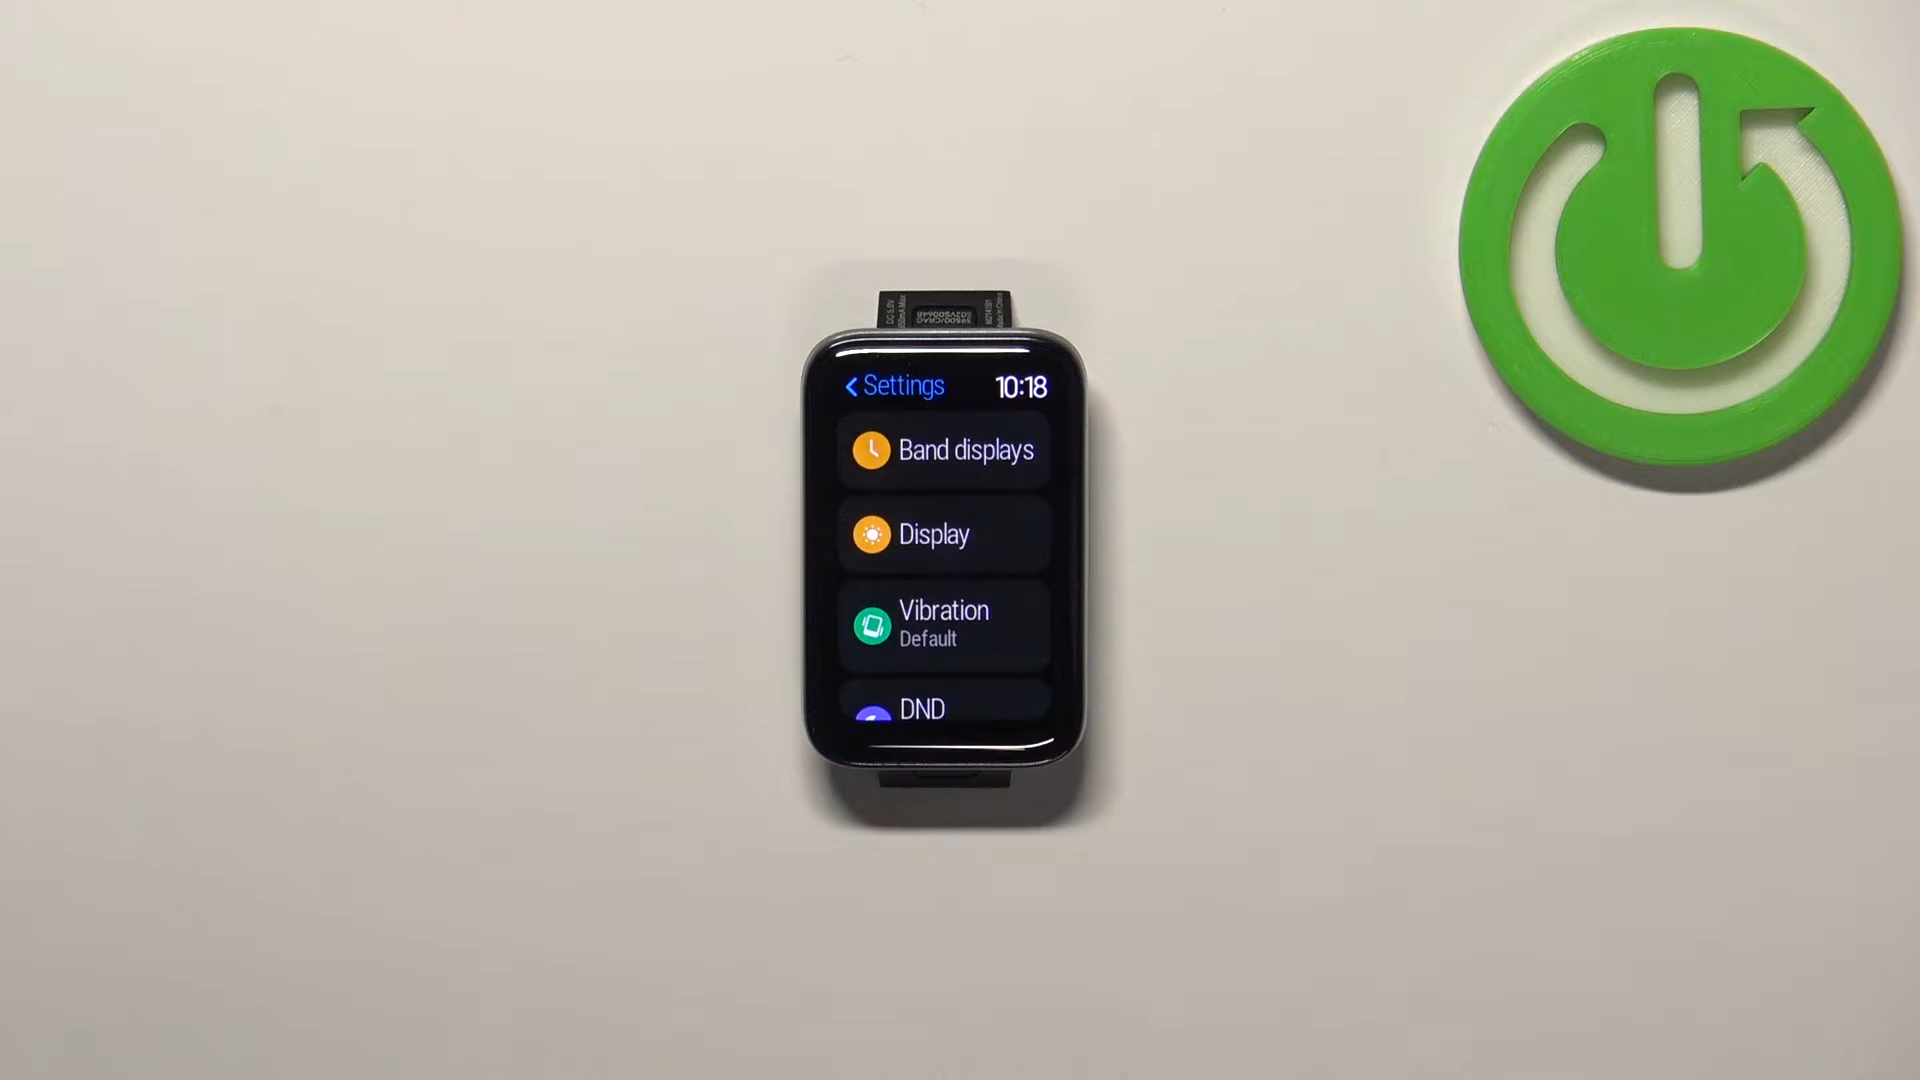 Settings 10:18
Band displays
Display
Vibration
Default
DND